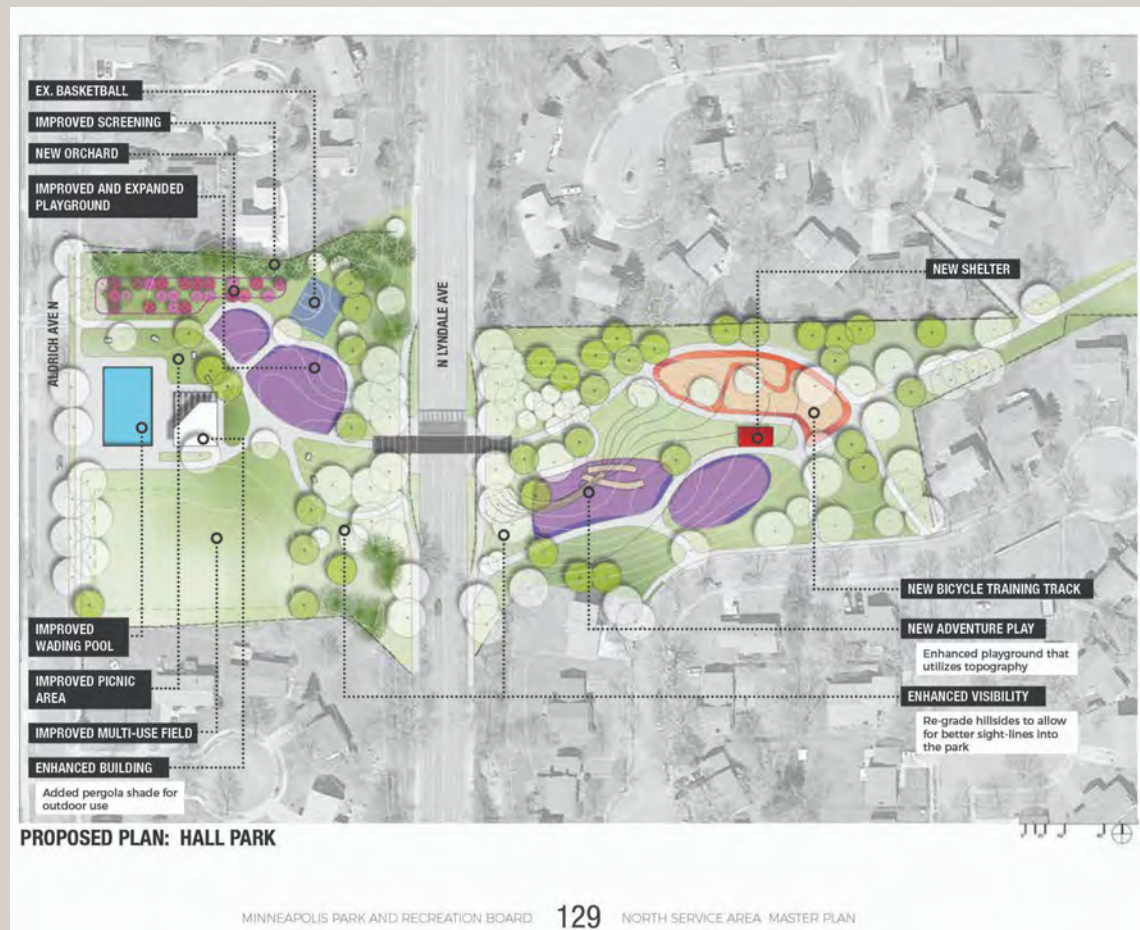 EX. BASKETBALL
IMPROVED SCREENING
NEW ORCHARD
IMPROVED AND EXPANDED
PLAYGROUND
ALDRICH AVE N
N LYNDALE AVE
NEW SHELTER
IMPROVED
WADING POOL
IMPROVED PICNIC
AREA
IMPROVED MULTI-USE FIELD
ENHANCED BUILDING
Added pergola shade for
outdoor use
NEW BICYCLE TRAINING TRACK
NEW ADVENTURE PLAY
Enhanced playground that
utilizes topography
ENHANCED VISIBILITY
Re-grade hillsides to allow
for better sight-lines into
the park
PROPOSED PLAN: HALL PARK
MINNEAPOLIS PARK AND RECREATION BOARD 129 NORTH SERVICE AREA MASTER PLAN